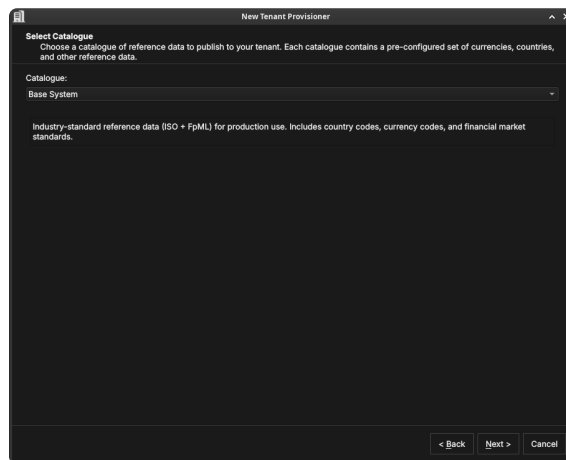 New Tenant Provisioner
Select Catalogue
Choose a catalogue of reference data to publish to your tenant. Each catalogue contains a pre-configured set of currencies, countries,
and other reference data.
Catalogue:
Base System
Industry-standard reference data (ISO + FpML) for production use. Includes country codes, currency codes, and financial market
standards.
< Back
Next >
Cancel